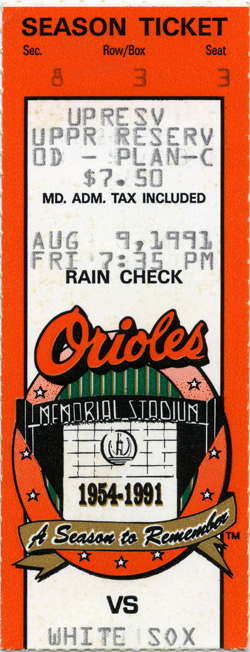 SEASON TICKET
Sec. Row/Box Seat
8 3 3
UPRESV
UPPR RESERV
OD - PLAN-C
$7.50
MD. ADM. TAX INCLUDED
AUG 9,1991
FRI 7:35 PM
RAIN CHECK
Orioles
MEMORIAL STADIUM
1954-1991
A Season to Remember
TM
VS
WHITE SOX